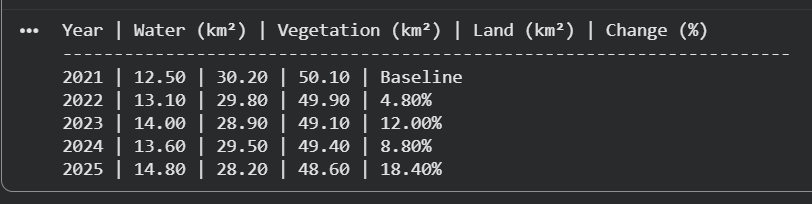 Year | Water (km²) | Vegetation (km²) | Land (km²) | Change (%)
--------------------------------------------------------------------------
2021 | 12.50 | 30.20 | 50.10 | Baseline
2022 | 13.10 | 29.80 | 49.90 | 4.80%
2023 | 14.00 | 28.90 | 49.10 | 12.00%
2024 | 13.60 | 29.50 | 49.40 | 8.80%
2025 | 14.80 | 28.20 | 48.60 | 18.40%